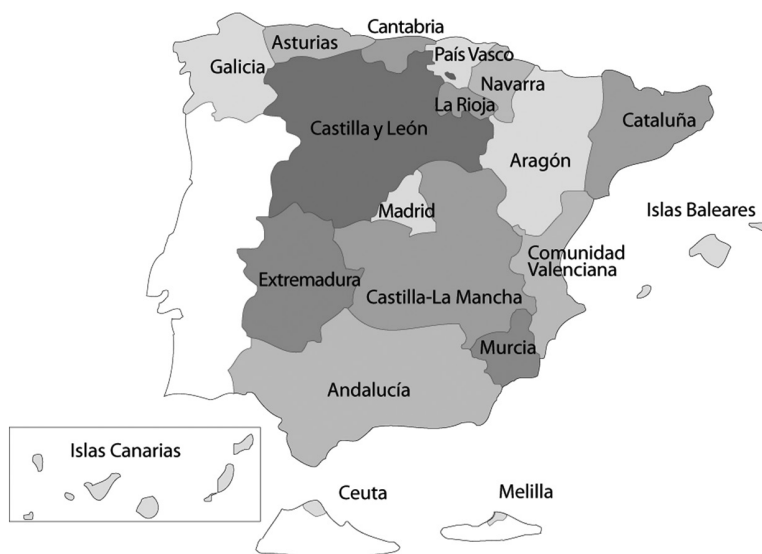 Cantabria
Asturias
País Vasco
Galicia
Navarra
La Rioja
Cataluña
Castilla y León
Aragón
Madrid
Islas Baleares
Comunidad
Valenciana
Extremadura
Castilla-La Mancha
Murcia
Andalucía
Islas Canarias
Ceuta
Melilla